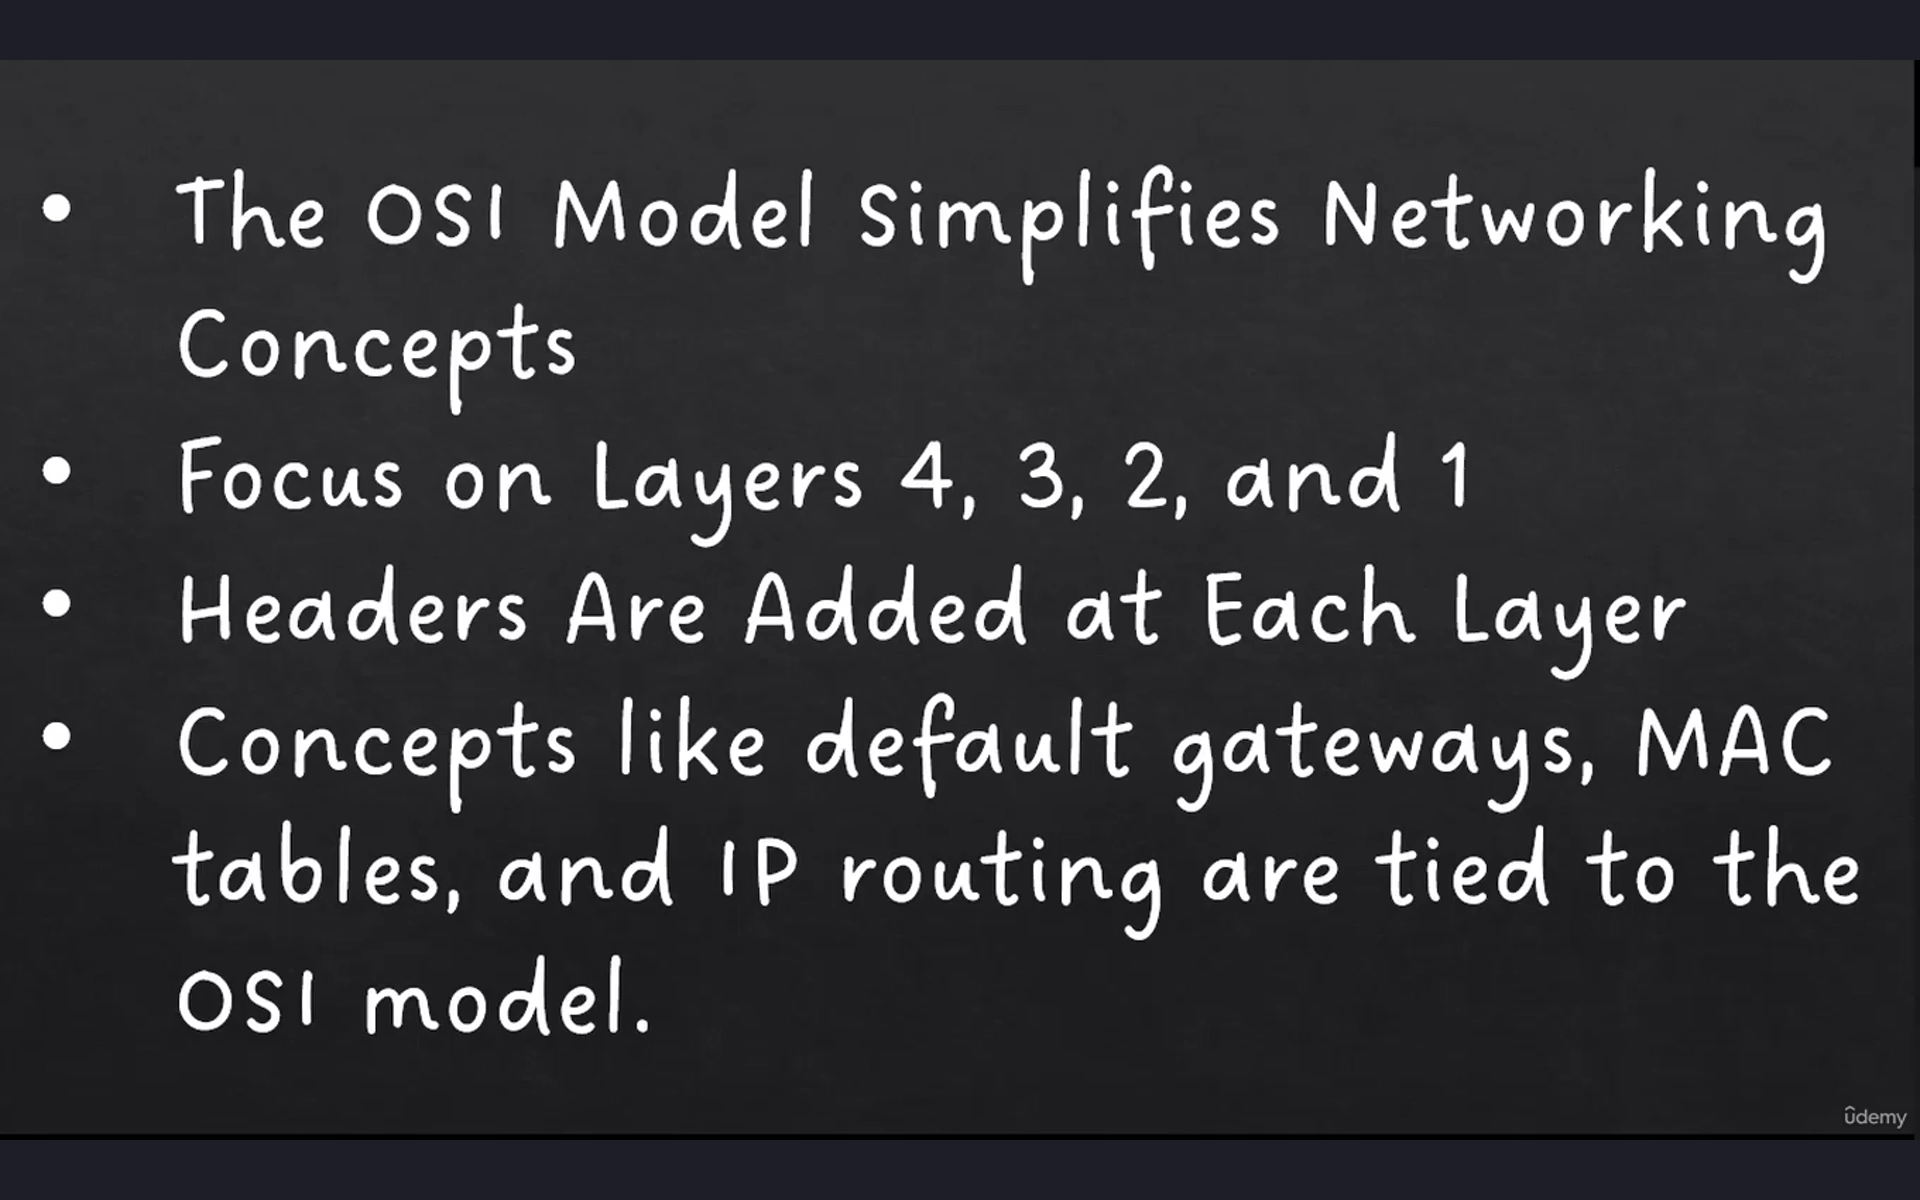 • The OSI Model Simplifies Networking
Concepts
• Focus on Layers 4, 3, 2, and 1
• Headers Are Added at Each Layer
• Concepts like default gateways, MAC
tables, and IP routing are tied to the
OSI model.
ûdemy